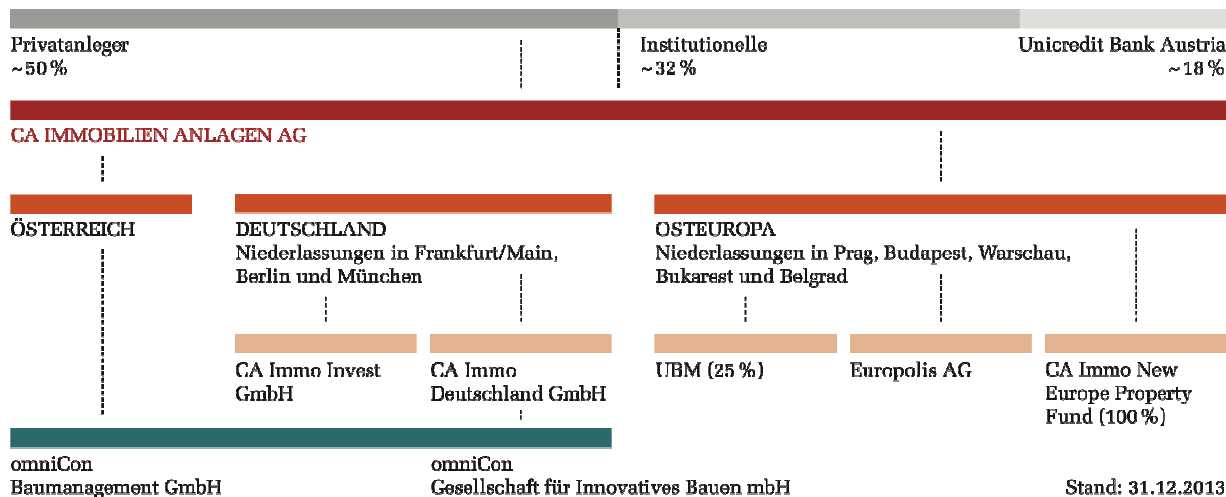 Privatanleger
~50 %
Institutionelle
~32 %
Unicredit Bank Austria
~18 %
CA IMMOBILIEN ANLAGEN AG
ÖSTERREICH
DEUTSCHLAND
Niederlassungen in Frankfurt/Main,
Berlin und München
OSTEUROPA
Niederlassungen in Prag, Budapest, Warschau,
Bukarest und Belgrad
CA Immo Invest
GmbH
CA Immo
Deutschland GmbH
UBM (25 %)
Europolis AG
CA Immo New
Europe Property
Fund (100 %)
omniCon
Baumanagement GmbH
omniCon
Gesellschaft für Innovatives Bauen mbH
Stand: 31.12.2013